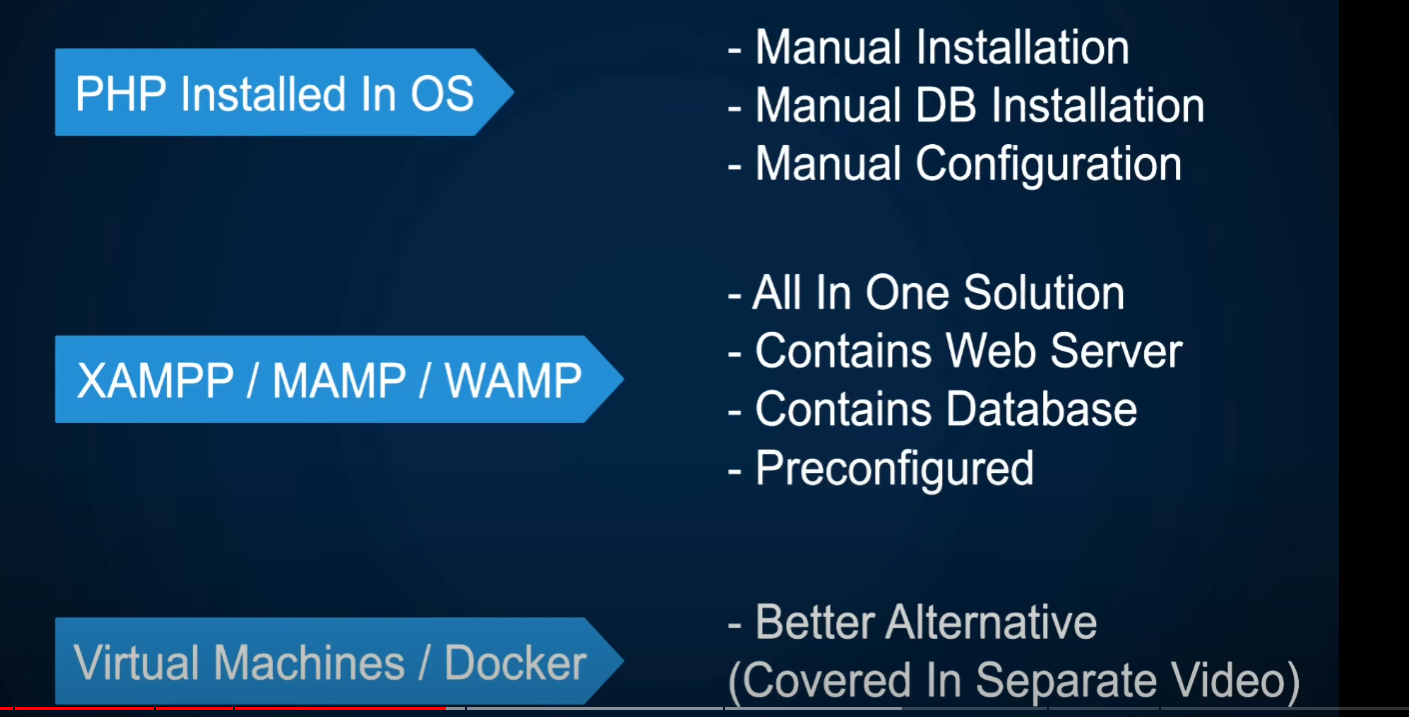 PHP Installed In OS
- Manual Installation
- Manual DB Installation
- Manual Configuration
XAMPP / MAMP / WAMP
- All In One Solution
- Contains Web Server
- Contains Database
- Preconfigured
Virtual Machines / Docker
- Better Alternative
(Covered In Separate Video)